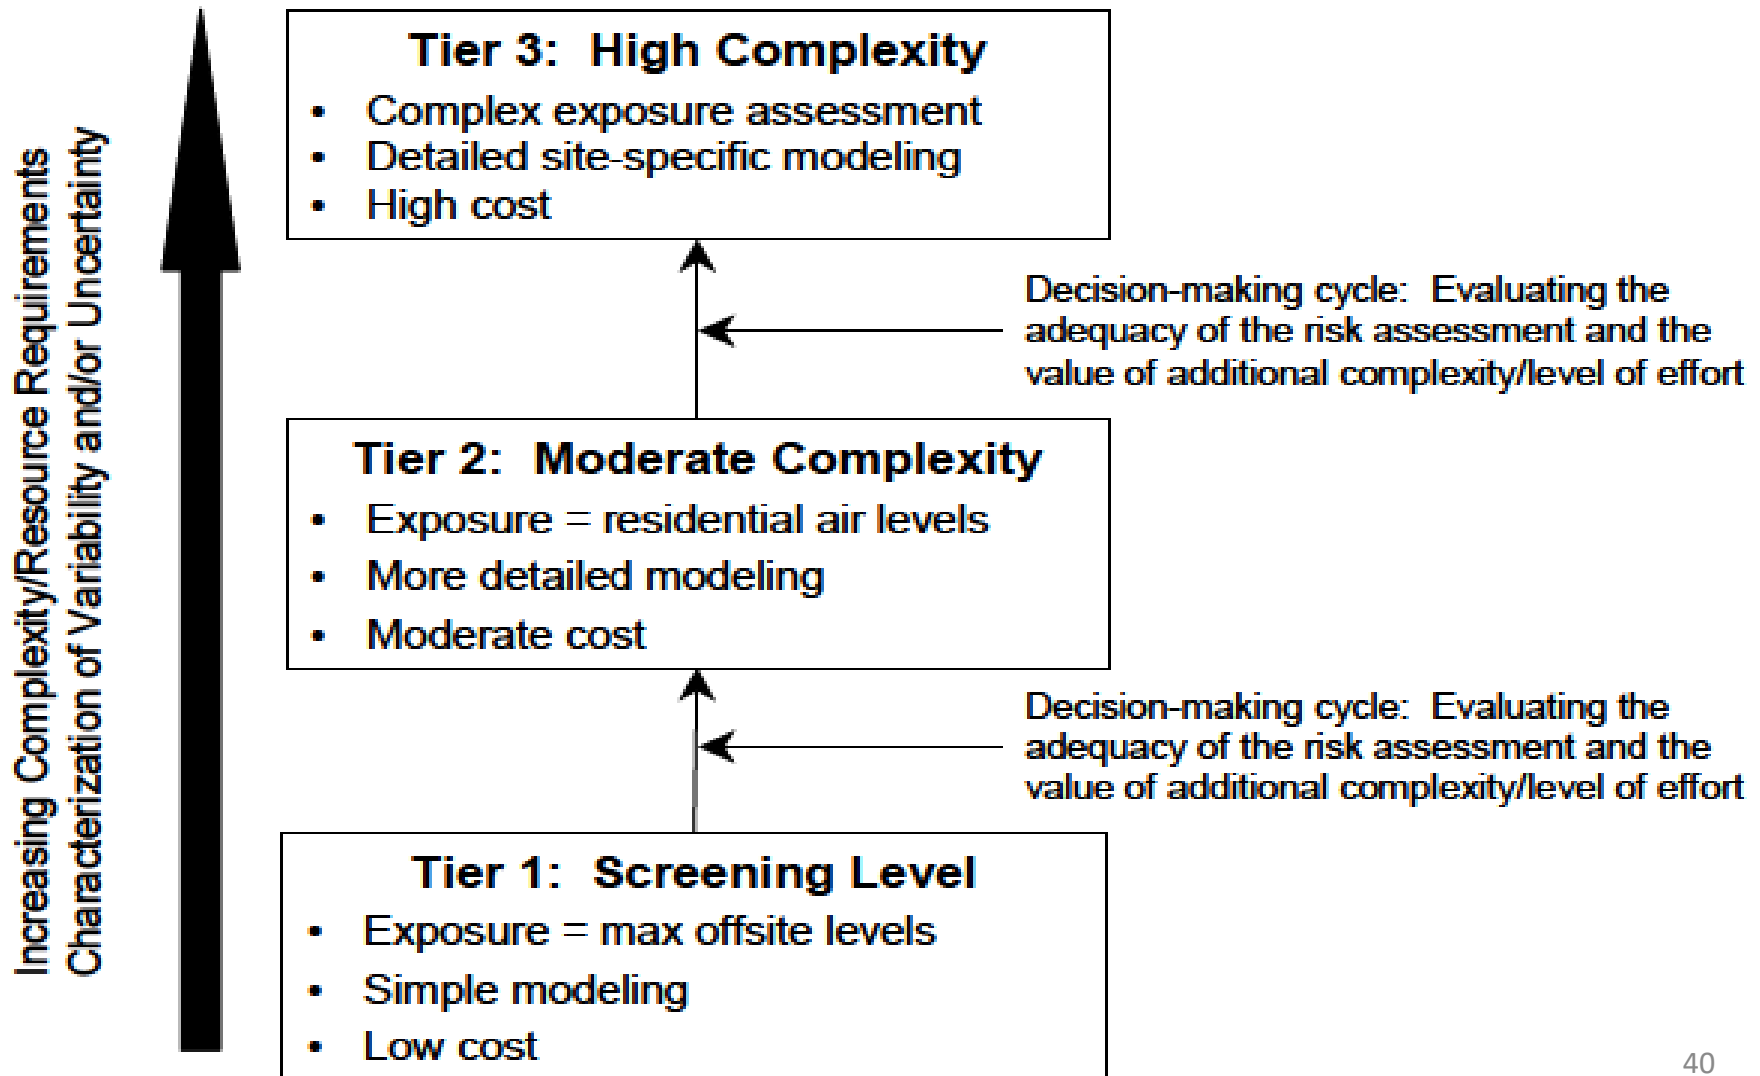 Increasing Complexity/Resource Requirements
Characterization of Variability and/or Uncertainty
Tier 3: High Complexity
• Complex exposure assessment
• Detailed site-specific modeling
• High cost
Decision-making cycle: Evaluating the
adequacy of the risk assessment and the
value of additional complexity/level of effort
Tier 2: Moderate Complexity
• Exposure = residential air levels
• More detailed modeling
• Moderate cost
Decision-making cycle: Evaluating the
adequacy of the risk assessment and the
value of additional complexity/level of effort
Tier 1: Screening Level
• Exposure = max offsite levels
• Simple modeling
• Low cost
40